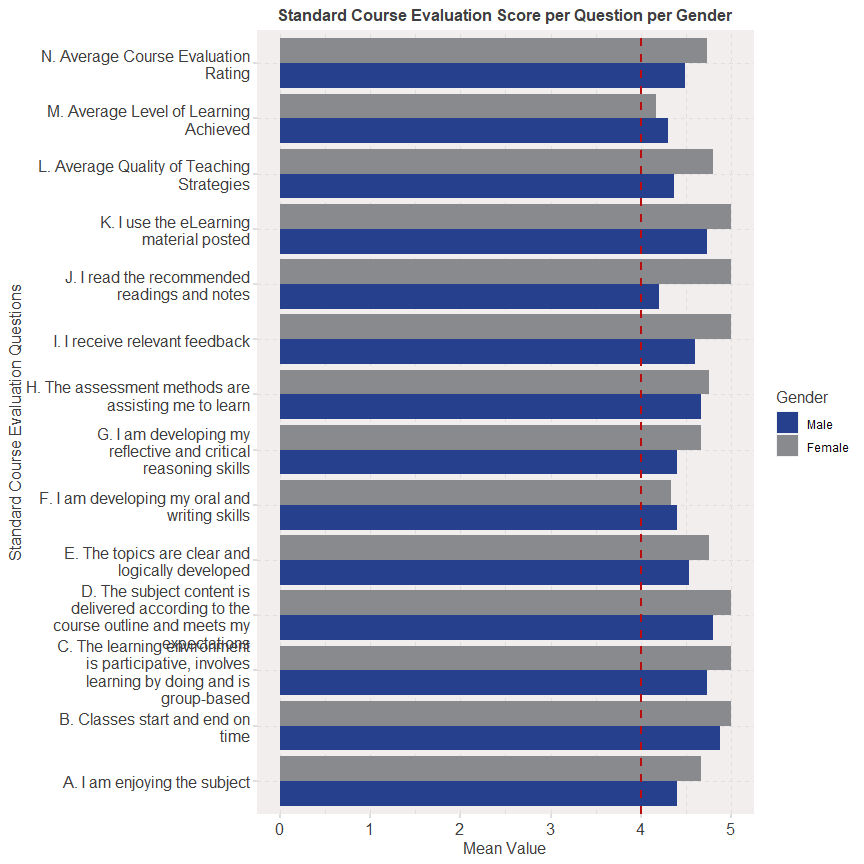 Standard Course Evaluation Score per Question per Gender
Standard Course Evaluation Questions
N. Average Course Evaluation
Rating
M. Average Level of Learning
Achieved
L. Average Quality of Teaching
Strategies
K. I use the eLearning
material posted
J. I read the recommended
readings and notes
I. I receive relevant feedback
H. The assessment methods are
assisting me to learn
G. I am developing my
reflective and critical
reasoning skills
F. I am developing my oral and
writing skills
E. The topics are clear and
logically developed
D. The subject content is
delivered according to the
course outline and meets my
expectations
C. The learning environment
is participative, involves
learning by doing and is
group-based
B. Classes start and end on
time
A. I am enjoying the subject
0 1 2 3 4 5
Mean Value
Gender
Male
Female